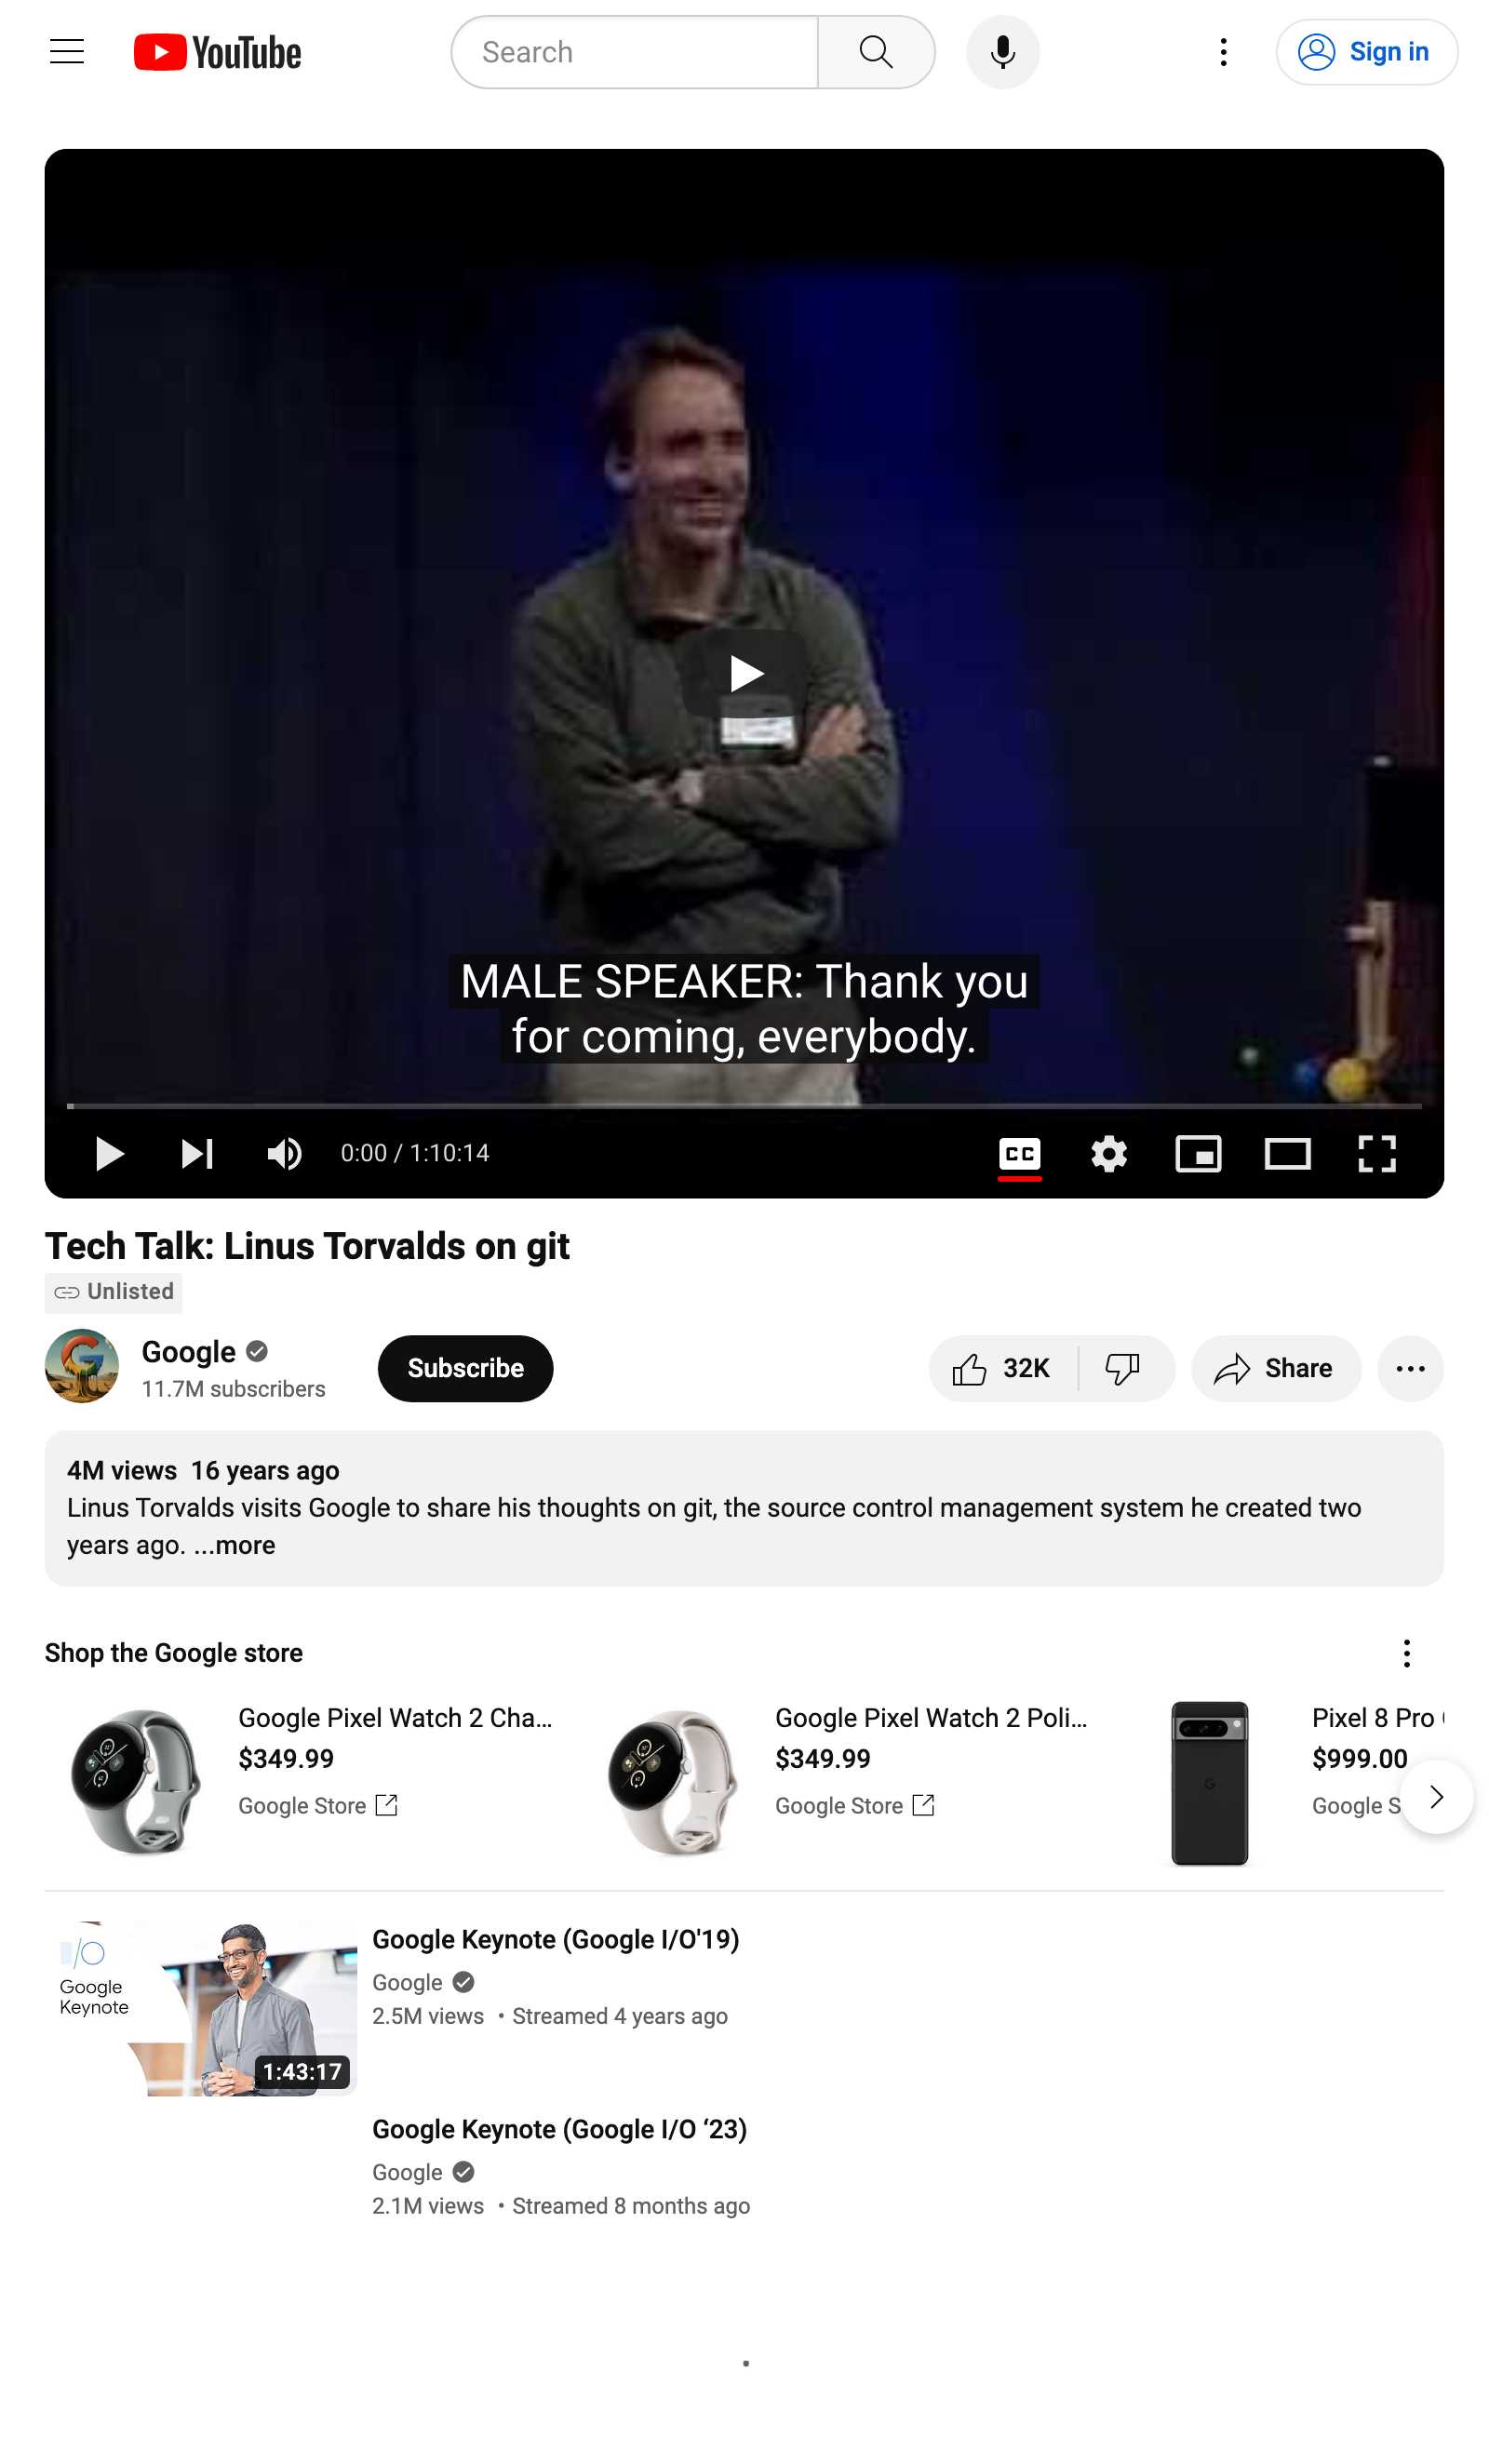 YouTube
Search
Sign in
MALE SPEAKER: Thank you
for coming, everybody.
0:00 / 1:10:14
CC
Tech Talk: Linus Torvalds on git
Unlisted
Google
11.7M subscribers
Subscribe
32K
Share
4M views 16 years ago
Linus Torvalds visits Google to share his thoughts on git, the source control management system he created two
years ago. ...more
Shop the Google store
Google Pixel Watch 2 Cha...
$349.99
Google Store
Google Pixel Watch 2 Poli...
$349.99
Google Store
Pixel 8 Pro
$999.00
Google S
I/O
Google
Keynote
1:43:17
Google Keynote (Google I/O'19)
Google
2.5M views • Streamed 4 years ago
Google Keynote (Google I/O ‘23)
Google
2.1M views • Streamed 8 months ago